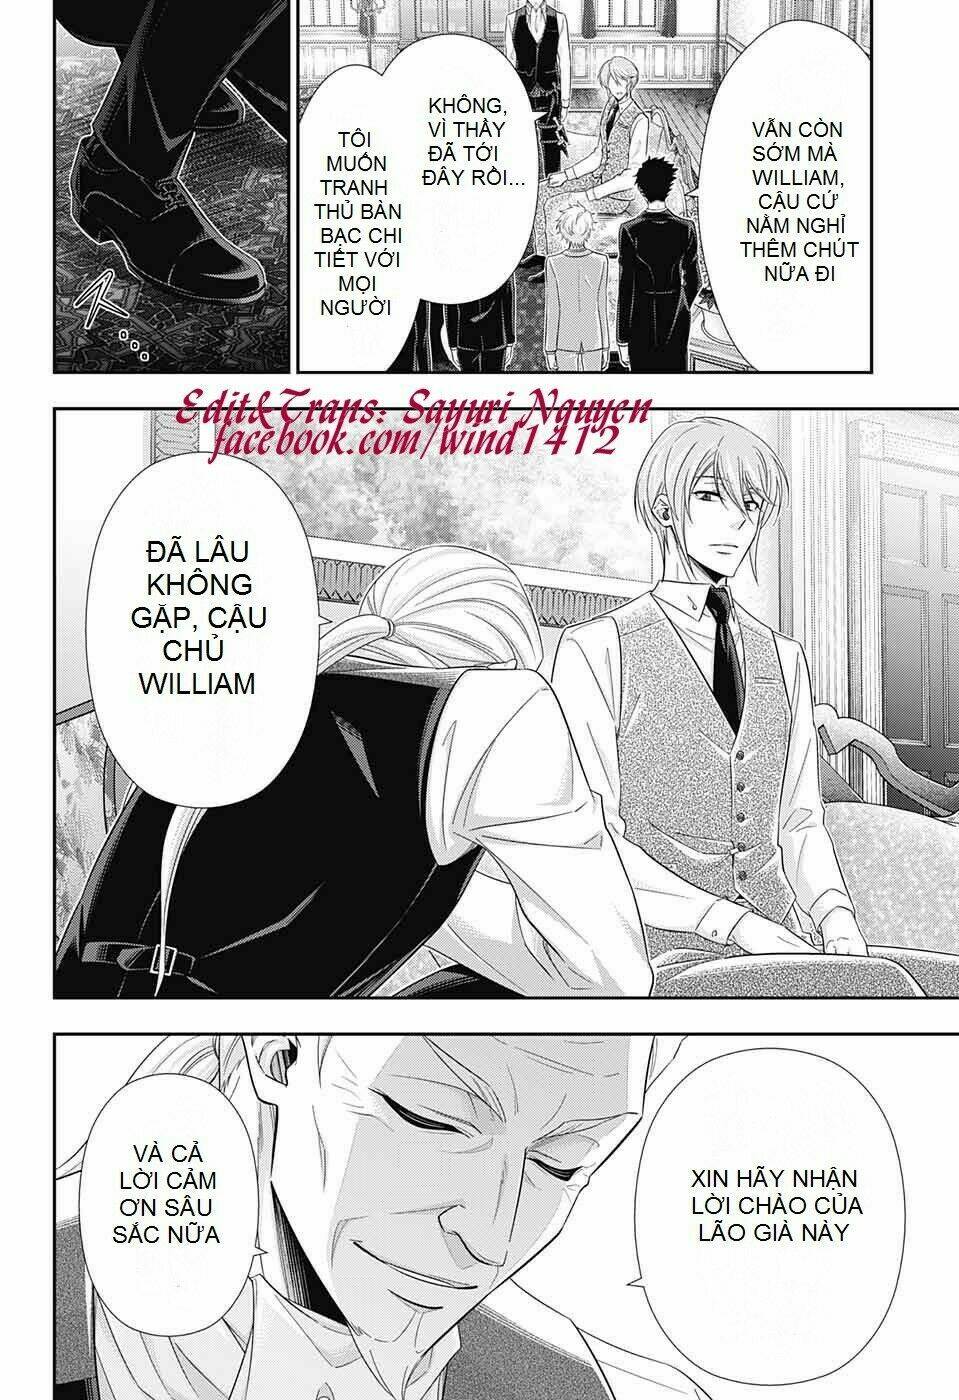 VẪN CÒN
SỚM MÀ
WILLIAM,
CẬU CỨ
NẰM NGHỈ
THÊM CHÚT
NỮA ĐI
KHÔNG,
VÌ THẦY
ĐÃ TỚI
ĐÂY RỒI...
TÔI
MUỐN
TRANH
THỦ BÀN
BẠC CHI
TIẾT VỚI
MỌI
NGƯỜI
Edit&Trans: Sayuri Nguyen
facebook.com/wind1412
ĐÃ LÂU
KHÔNG
GẶP, CẬU
CHỦ
WILLIAM
XIN HÃY NHẬN
LỜI CHÀO CỦA
LÃO GIÀ NÀY
VÀ CẢ
LỜI CẢM
ƠN SÂU
SẮC NỮA